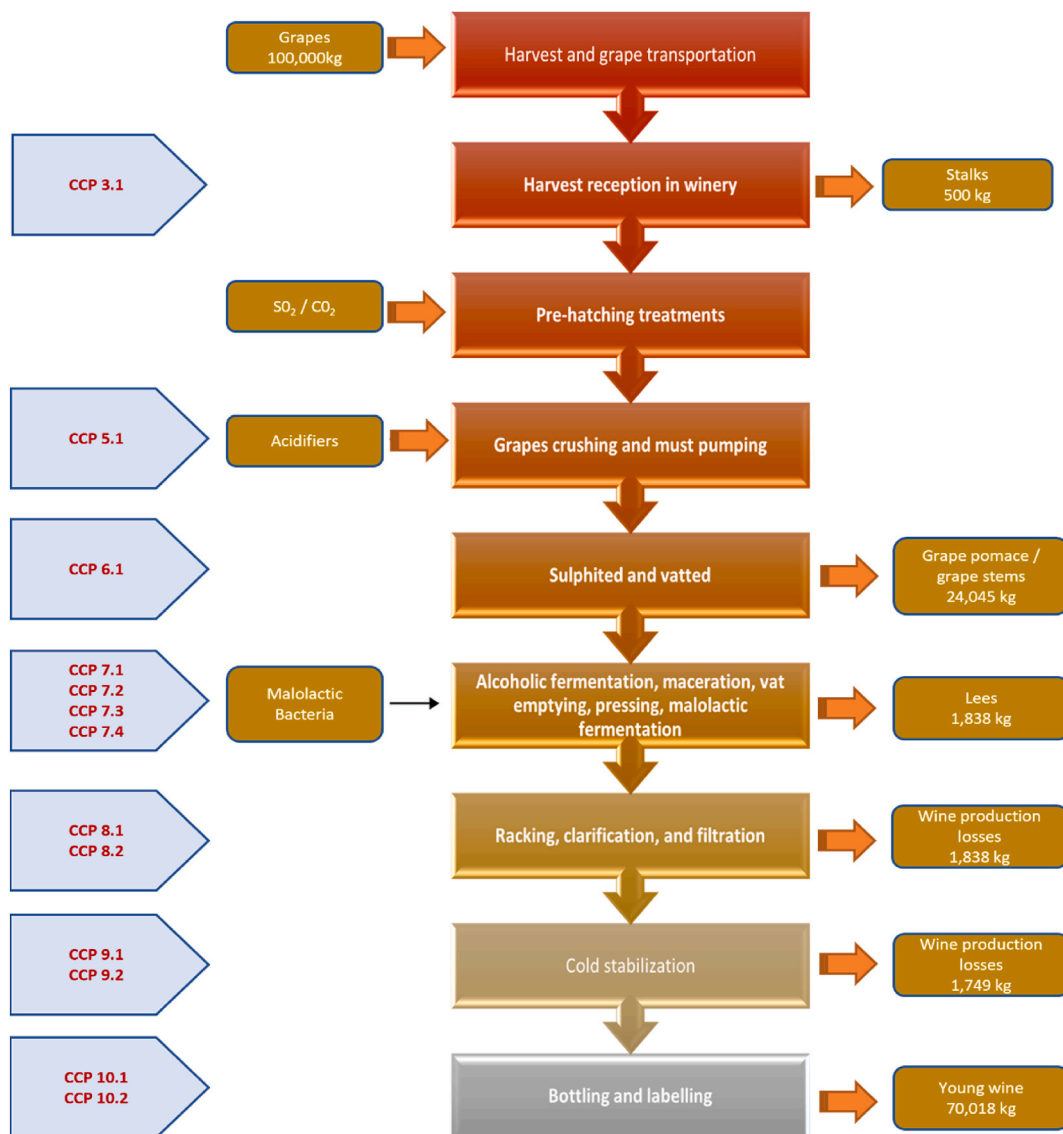 Grapes
100,000kg
Harvest and grape transportation
CCP 3.1
Harvest reception in winery
Stalks
500 kg
S0₂ / C0₂
Pre-hatching treatments
CCP 5.1
Acidifiers
Grapes crushing and must pumping
CCP 6.1
Sulphited and vatted
Grape pomace /
grape stems
24,045 kg
CCP 7.1
CCP 7.2
CCP 7.3
CCP 7.4
Malolactic
Bacteria
Alcoholic fermentation, maceration, vat
emptying, pressing, malolactic
fermentation
Lees
1,838 kg
CCP 8.1
CCP 8.2
Racking, clarification, and filtration
Wine production
losses
1,838 kg
CCP 9.1
CCP 9.2
Cold stabilization
Wine production
losses
1,749 kg
CCP 10.1
CCP 10.2
Bottling and labelling
Young wine
70,018 kg